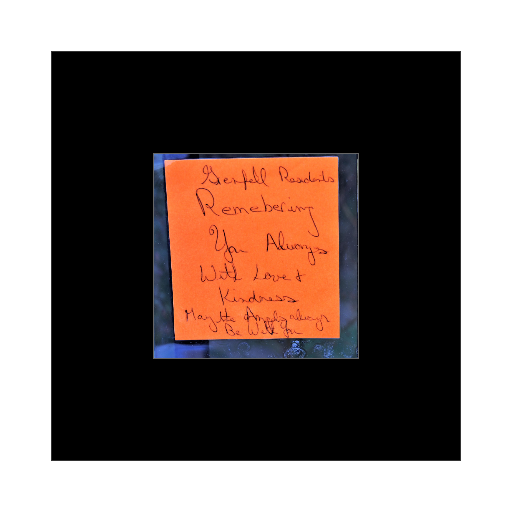 Grenfell Residents
Remebering
You Always
With Love &
Kindness
May the Angels always
Be With you